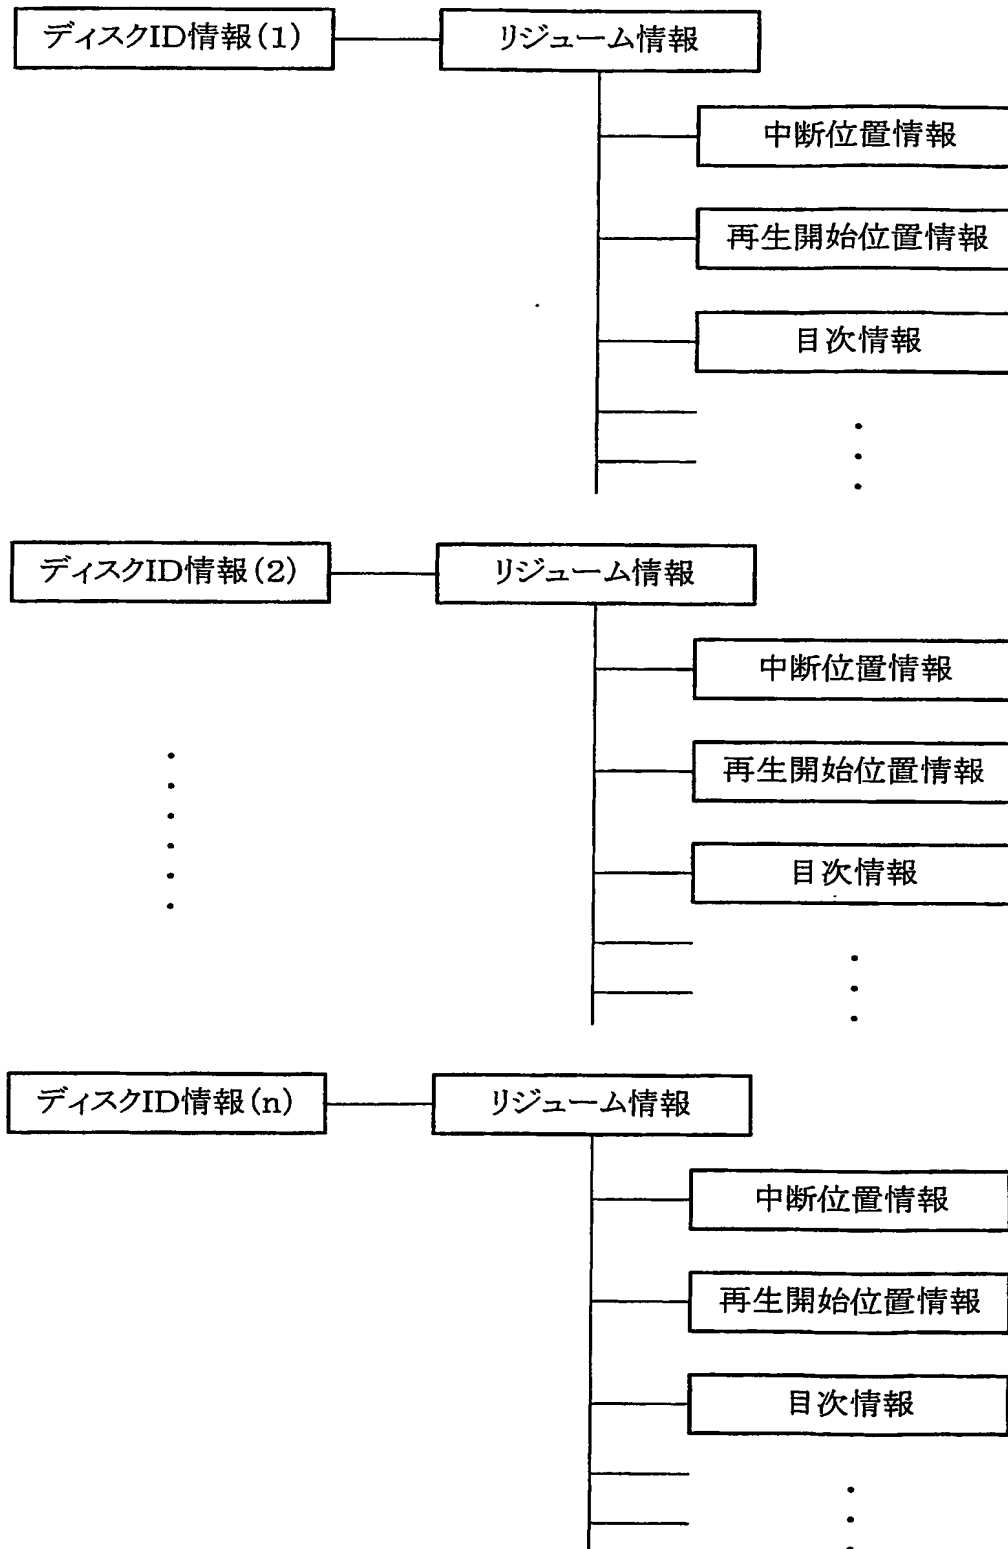 ディスクID情報(1)
リジューム情報
中断位置情報
再生開始位置情報
目次情報
ディスクID情報(2)
リジューム情報
中断位置情報
再生開始位置情報
目次情報
ディスクID情報(n)
リジューム情報
中断位置情報
再生開始位置情報
目次情報